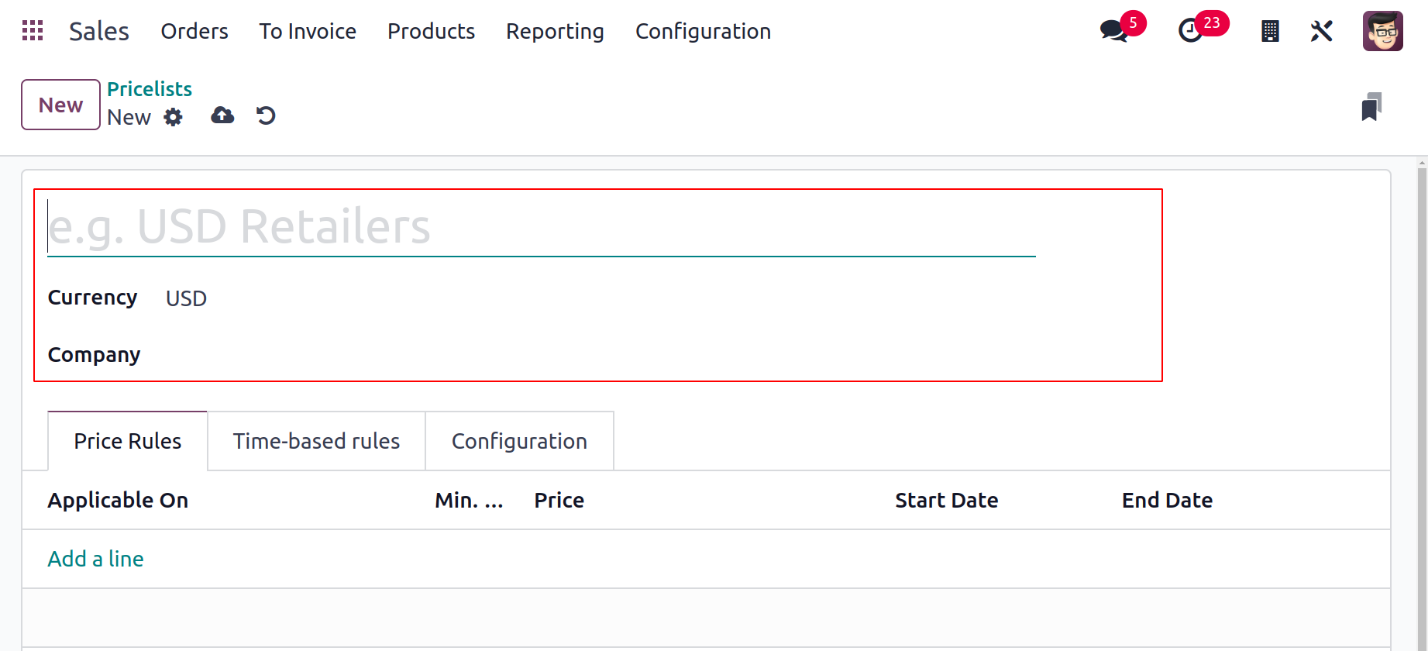 Sales Orders To Invoice Products Reporting Configuration 5 23
New Pricelists
New
e.g. USD Retailers
Currency USD
Company
Price Rules Time-based rules Configuration
Applicable On Min. ... Price Start Date End Date
Add a line